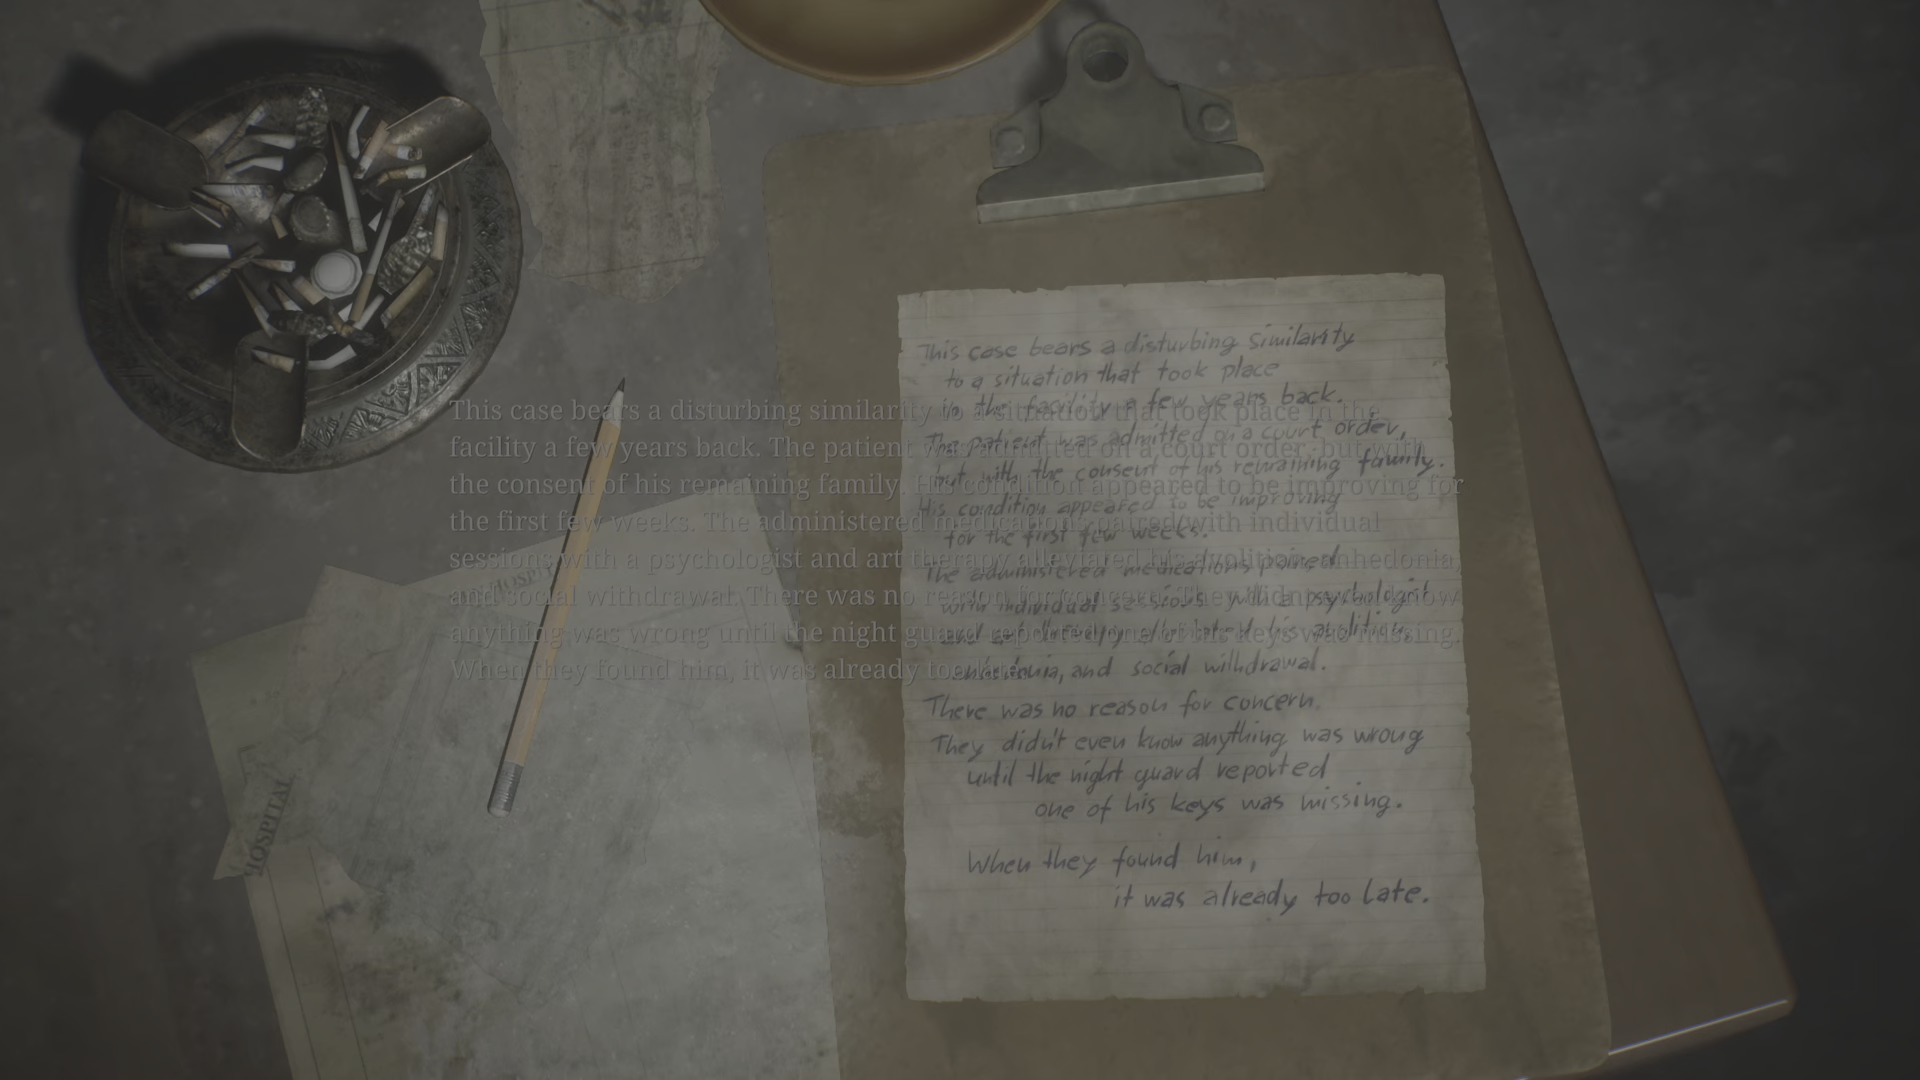 This case bears a disturbing similarity
to a situation that took place
in the facility a few years back.
The patient was admitted on a court order,
but with the consent of his remaining family.
His condition appeared to be improving
for the first few weeks.
The administered medications paired
with individual sessions with a psychologist
and art therapy alleviated his avolition,
anhedonia, and social withdrawal.
There was no reason for concern.
They didn't even know anything was wrong
until the night guard reported
one of his keys was missing.
When they found him,
it was already too late.
This case bears a disturbing similarity to a situation that took place in the
facility a few years back. The patient was admitted on a court order, but with
the consent of his remaining family. His condition appeared to be improving for
the first few weeks. The administered medications paired with individual
sessions with a psychologist and art therapy alleviated his avolition, anhedonia,
and social withdrawal. There was no reason for concern. They didn't even know
anything was wrong until the night guard reported one of his keys was missing.
When they found him, it was already too late.
HOSPITAL
HOSPITAL